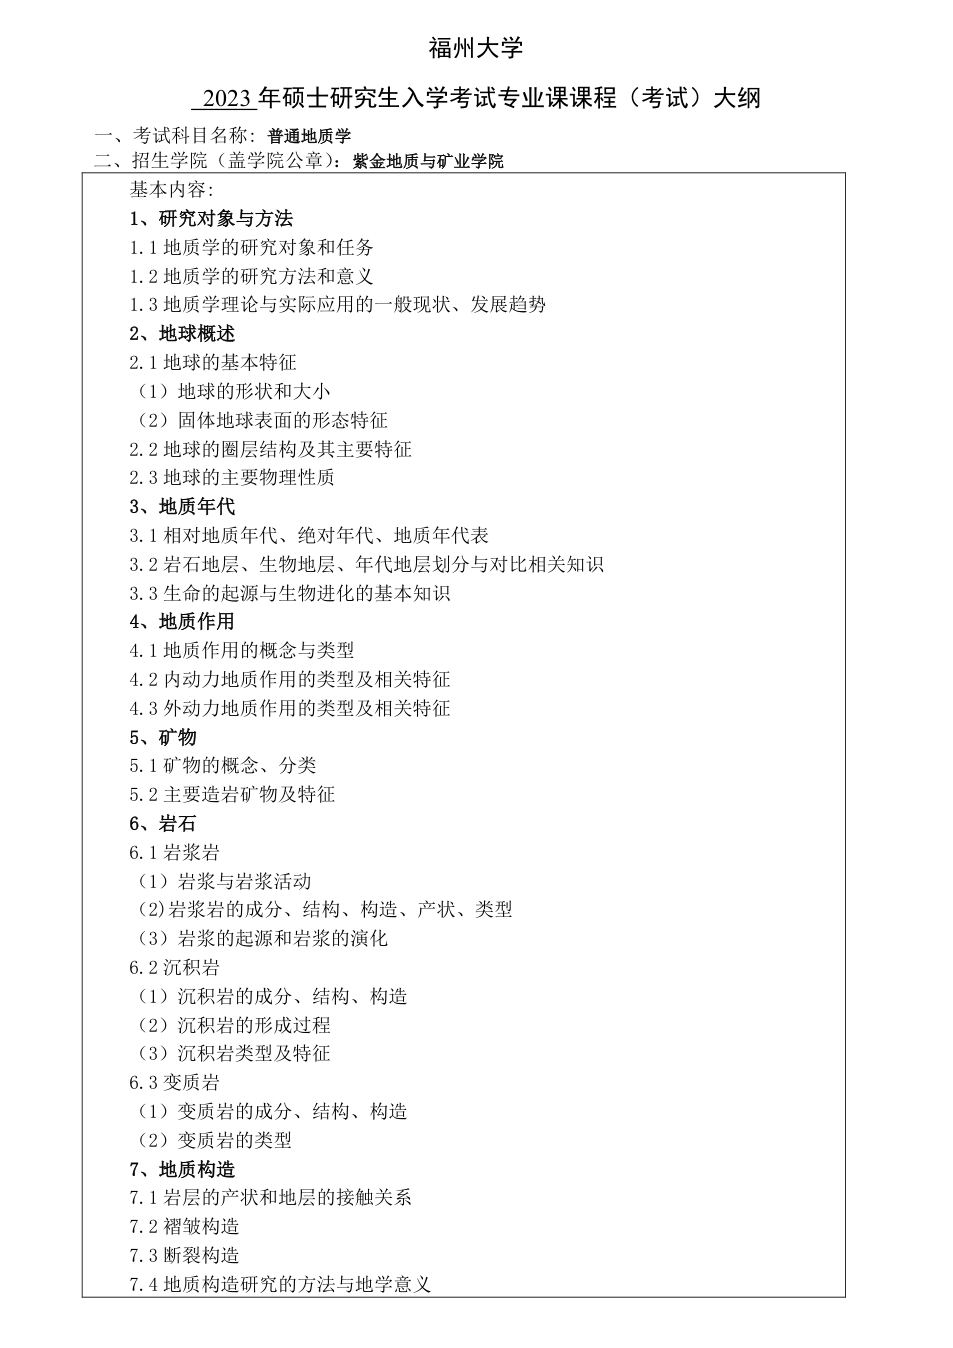 福州大学
2023 年硕士研究生入学考试专业课课程（考试）大纲
一、考试科目名称: 普通地质学
二、招生学院（盖学院公章）：紫金地质与矿业学院
基本内容:
1、研究对象与方法
1.1 地质学的研究对象和任务
1.2 地质学的研究方法和意义
1.3 地质学理论与实际应用的一般现状、发展趋势
2、地球概述
2.1 地球的基本特征
（1）地球的形状和大小
（2）固体地球表面的形态特征
2.2 地球的圈层结构及其主要特征
2.3 地球的主要物理性质
3、地质年代
3.1 相对地质年代、绝对年代、地质年代表
3.2 岩石地层、生物地层、年代地层划分与对比相关知识
3.3 生命的起源与生物进化的基本知识
4、地质作用
4.1 地质作用的概念与类型
4.2 内动力地质作用的类型及相关特征
4.3 外动力地质作用的类型及相关特征
5、矿物
5.1 矿物的概念、分类
5.2 主要造岩矿物及特征
6、岩石
6.1 岩浆岩
（1）岩浆与岩浆活动
（2)岩浆岩的成分、结构、构造、产状、类型
（3）岩浆的起源和岩浆的演化
6.2 沉积岩
（1）沉积岩的成分、结构、构造
（2）沉积岩的形成过程
（3）沉积岩类型及特征
6.3 变质岩
（1）变质岩的成分、结构、构造
（2）变质岩的类型
7、地质构造
7.1 岩层的产状和地层的接触关系
7.2 褶皱构造
7.3 断裂构造
7.4 地质构造研究的方法与地学意义